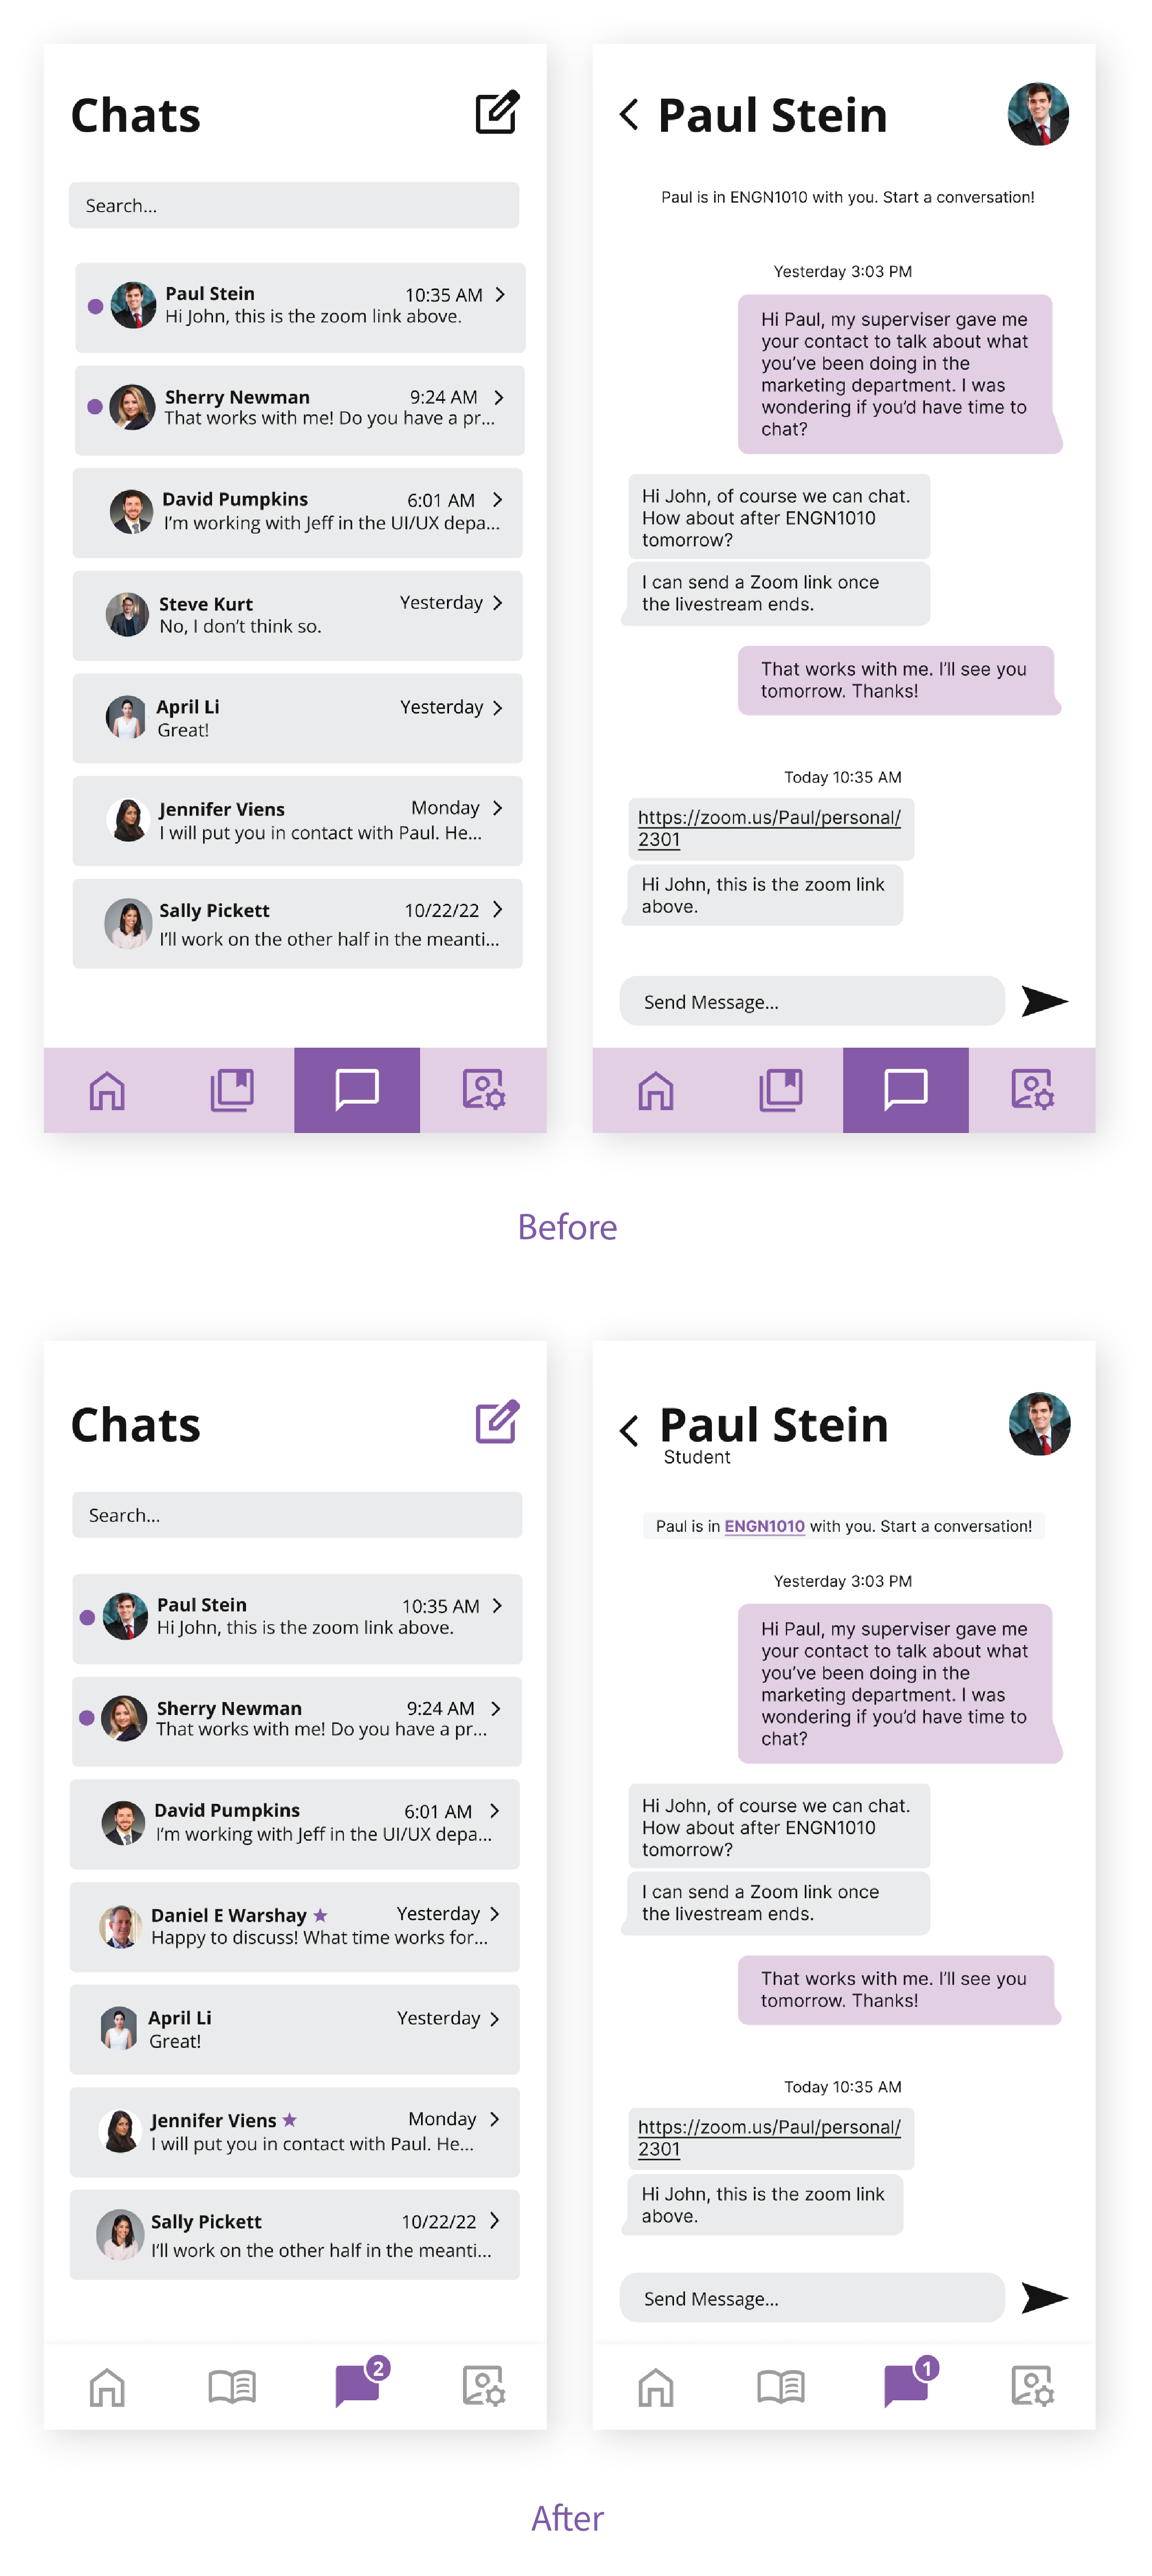 Chats
Search...
Paul Stein 10:35 AM
Hi John, this is the zoom link above.
Sherry Newman 9:24 AM
That works with me! Do you have a pr...
David Pumpkins 6:01 AM
I'm working with Jeff in the UI/UX depa...
Steve Kurt Yesterday
No, I don't think so.
April Li Yesterday
Great!
Jennifer Viens Monday
I will put you in contact with Paul. He...
Sally Pickett 10/22/22
I'll work on the other half in the meanti...
Paul Stein
Paul is in ENGN1010 with you. Start a conversation!
Yesterday 3:03 PM
Hi Paul, my superviser gave me
your contact to talk about what
you've been doing in the
marketing department. I was
wondering if you'd have time to
chat?
Hi John, of course we can chat.
How about after ENGN1010
tomorrow?
I can send a Zoom link once
the livestream ends.
That works with me. I'll see you
tomorrow. Thanks!
Today 10:35 AM
https://zoom.us/Paul/personal/
2301
Hi John, this is the zoom link
above.
Send Message...
Before
Chats
Search...
Paul Stein 10:35 AM
Hi John, this is the zoom link above.
Sherry Newman 9:24 AM
That works with me! Do you have a pr...
David Pumpkins 6:01 AM
I'm working with Jeff in the UI/UX depa...
Daniel E Warshay Yesterday
Happy to discuss! What time works for...
April Li Yesterday
Great!
Jennifer Viens Monday
I will put you in contact with Paul. He...
Sally Pickett 10/22/22
I'll work on the other half in the meanti...
2
Paul Stein
Student
Paul is in ENGN1010 with you. Start a conversation!
Yesterday 3:03 PM
Hi Paul, my superviser gave me
your contact to talk about what
you've been doing in the
marketing department. I was
wondering if you'd have time to
chat?
Hi John, of course we can chat.
How about after ENGN1010
tomorrow?
I can send a Zoom link once
the livestream ends.
That works with me. I'll see you
tomorrow. Thanks!
Today 10:35 AM
https://zoom.us/Paul/personal/
2301
Hi John, this is the zoom link
above.
Send Message...
1
After